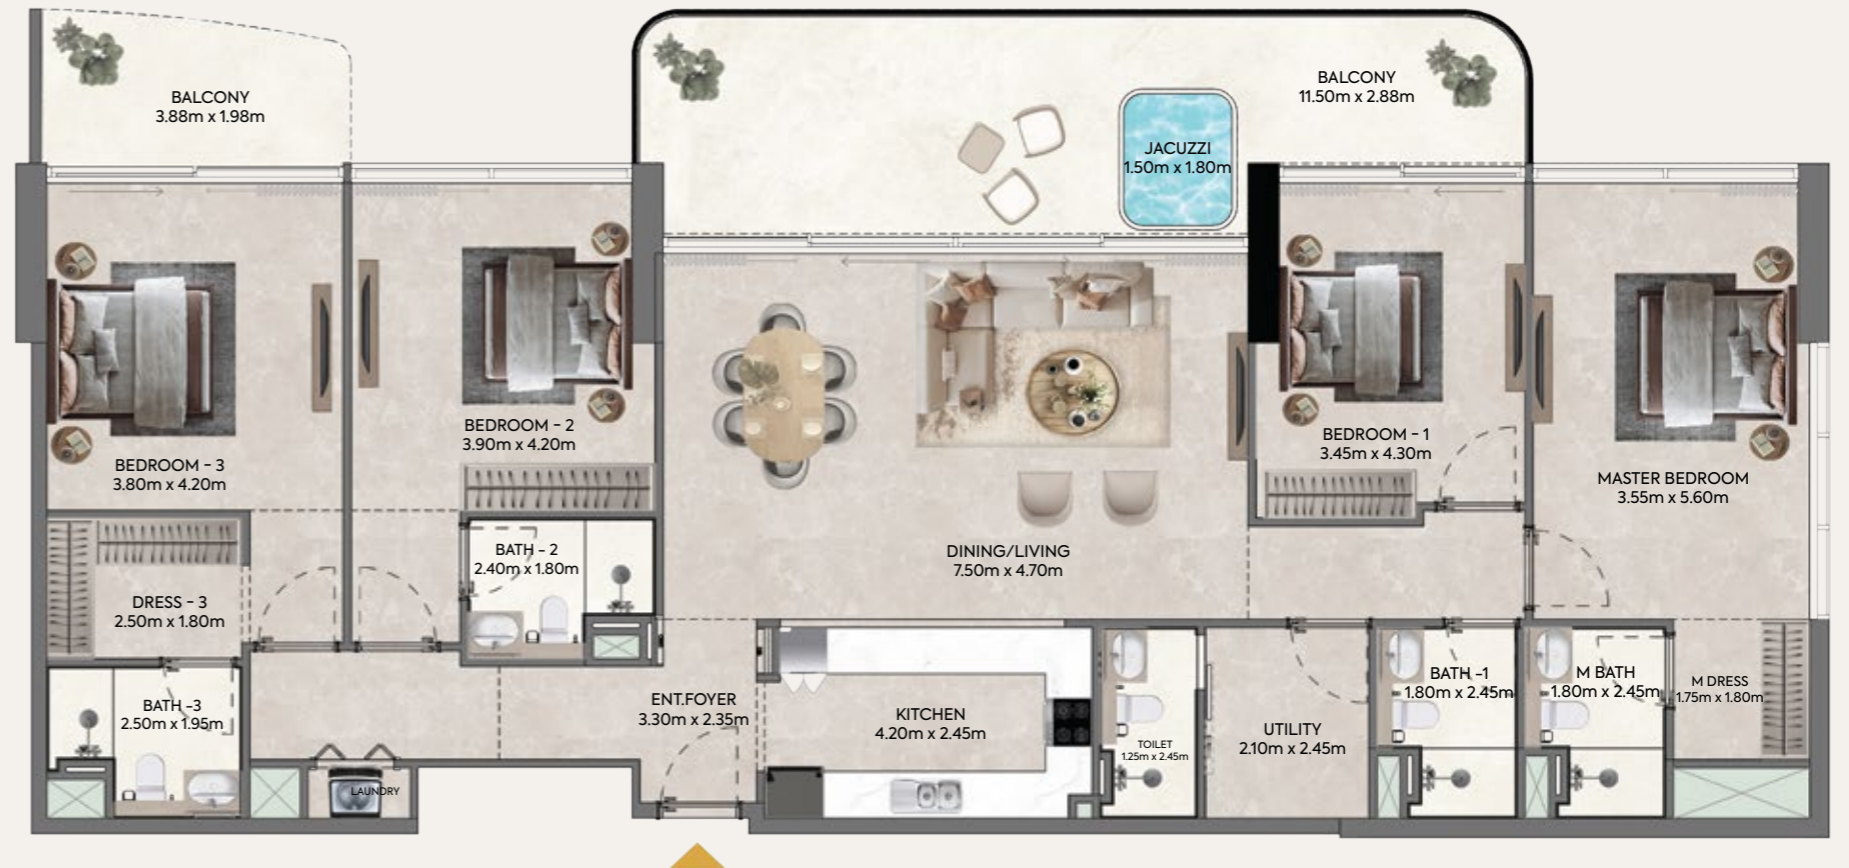 BALCONY
3.88m x 1.98m
BALCONY
11.50m x 2.88m
JACUZZI
1.50m x 1.80m
BEDROOM - 3
3.80m x 4.20m
BEDROOM - 2
3.90m x 4.20m
BEDROOM - 1
3.45m x 4.30m
MASTER BEDROOM
3.55m x 5.60m
DINING/LIVING
7.50m x 4.70m
BATH - 2
2.40m x 1.80m
DRESS - 3
2.50m x 1.80m
BATH -3
2.50m x 1.95m
LAUNDRY
ENT.FOYER
3.30m x 2.35m
KITCHEN
4.20m x 2.45m
TOILET
1.25m x 2.45m
UTILITY
2.10m x 2.45m
BATH -1
1.80m x 2.45m
M BATH
1.80m x 2.45m
M DRESS
1.75m x 1.80m